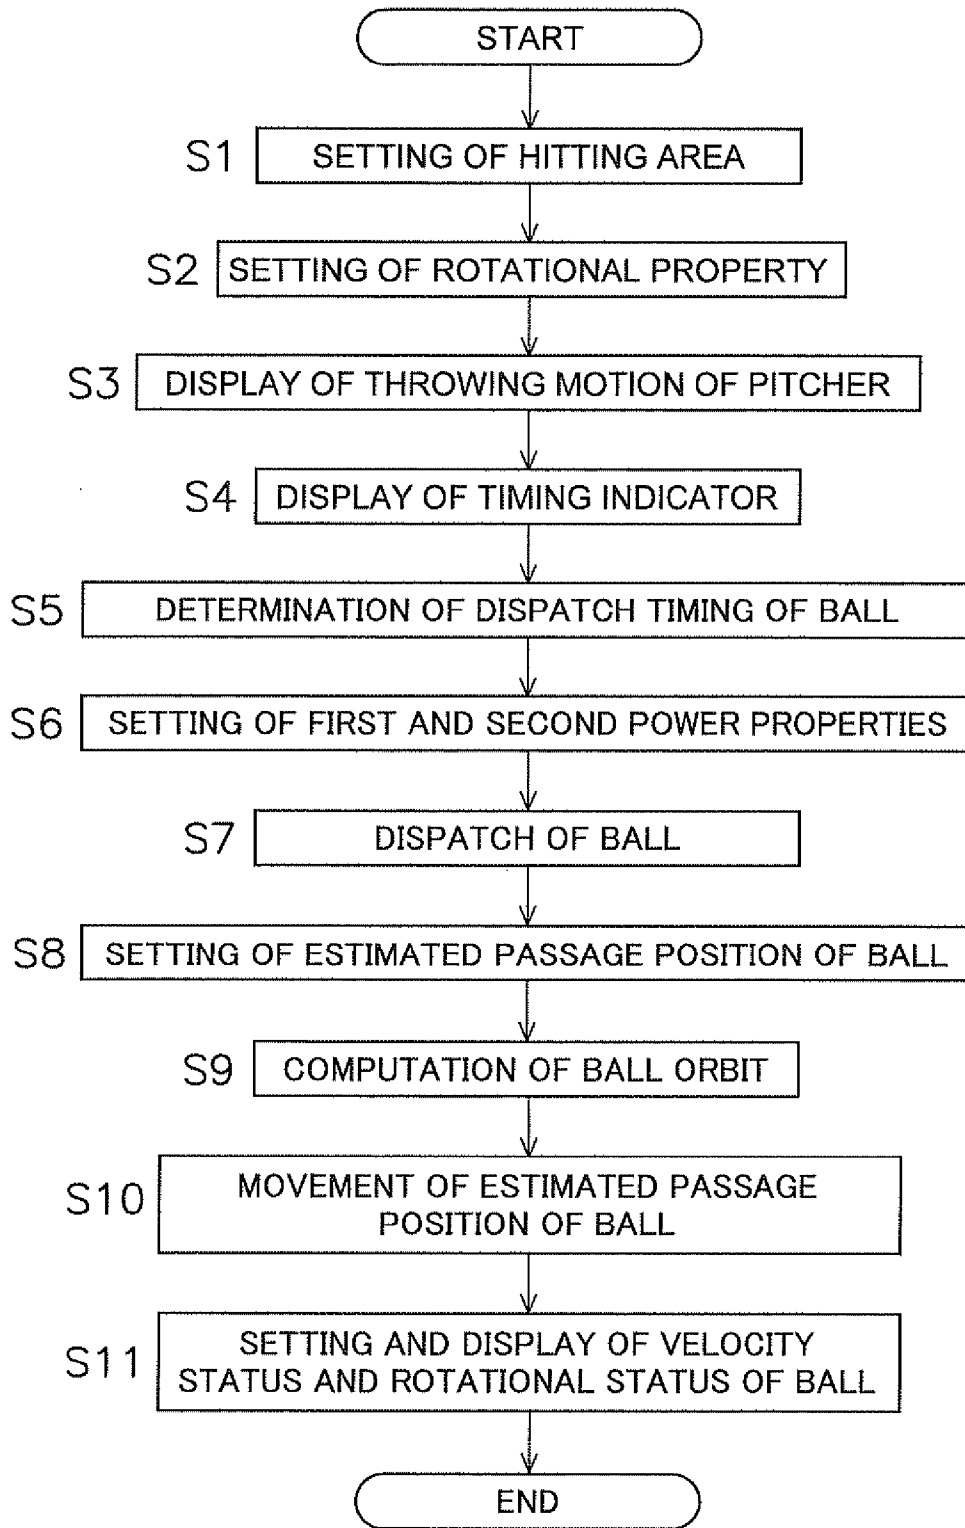 START
S1 SETTING OF HITTING AREA
S2 SETTING OF ROTATIONAL PROPERTY
S3 DISPLAY OF THROWING MOTION OF PITCHER
S4 DISPLAY OF TIMING INDICATOR
S5 DETERMINATION OF DISPATCH TIMING OF BALL
S6 SETTING OF FIRST AND SECOND POWER PROPERTIES
S7 DISPATCH OF BALL
S8 SETTING OF ESTIMATED PASSAGE POSITION OF BALL
S9 COMPUTATION OF BALL ORBIT
S10 MOVEMENT OF ESTIMATED PASSAGE
POSITION OF BALL
S11 SETTING AND DISPLAY OF VELOCITY
STATUS AND ROTATIONAL STATUS OF BALL
END